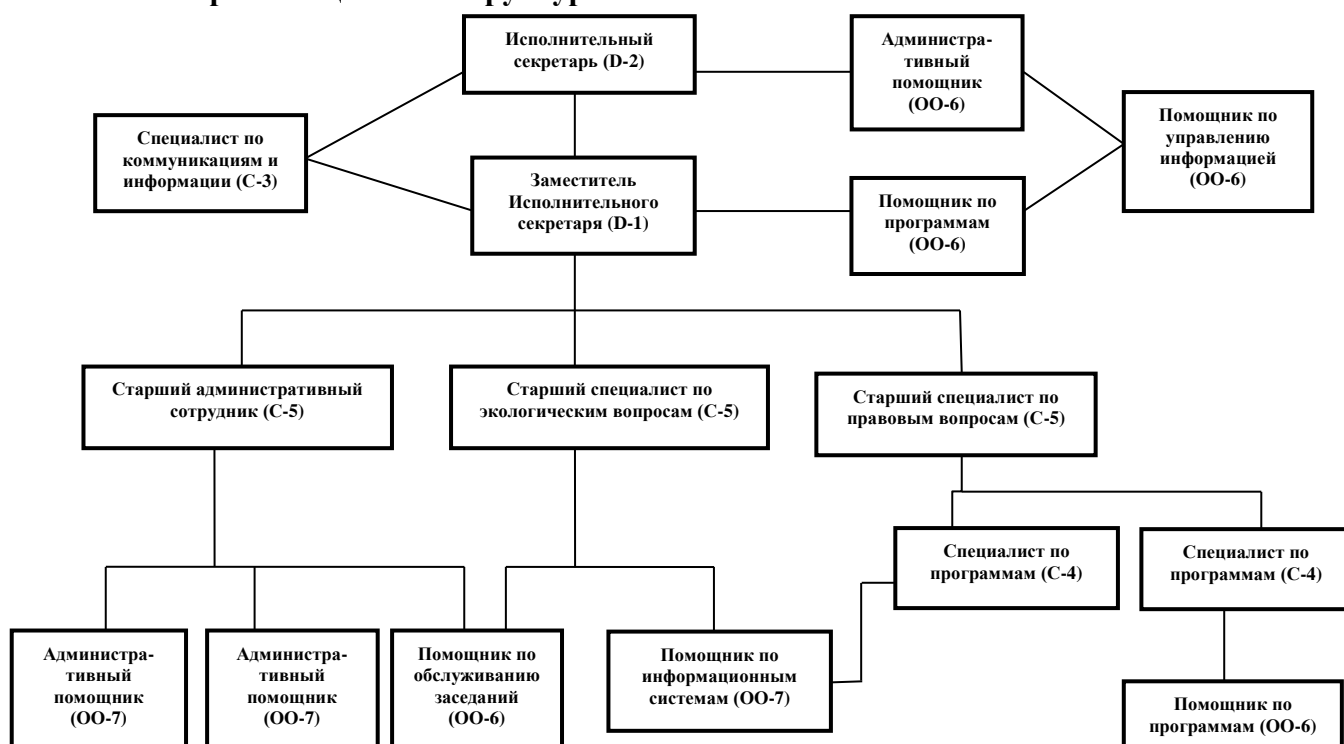 Исполнительный
секретарь (D-2)
Административ-
тивный
помощник
(ОО-6)
Специалист по
коммуникациям и
информации (С-3)
Помощник по
управлению
информацией
(ОО-6)
Заместитель
Исполнительного
секретаря (D-1)
Помощник по
программам
(ОО-6)
Старший административный
сотрудник (С-5)
Старший специалист по
экологическим вопросам (С-5)
Старший специалист по
правовым вопросам (С-5)
Специалист по
программам (С-4)
Специалист по
программам (С-4)
Администра-
тивный
помощник
(ОО-7)
Администра-
тивный
помощник
(ОО-7)
Помощник по
обслуживанию
заседаний
(ОО-6)
Помощник по
информационным
системам (ОО-7)
Помощник по
программам (ОО-6)